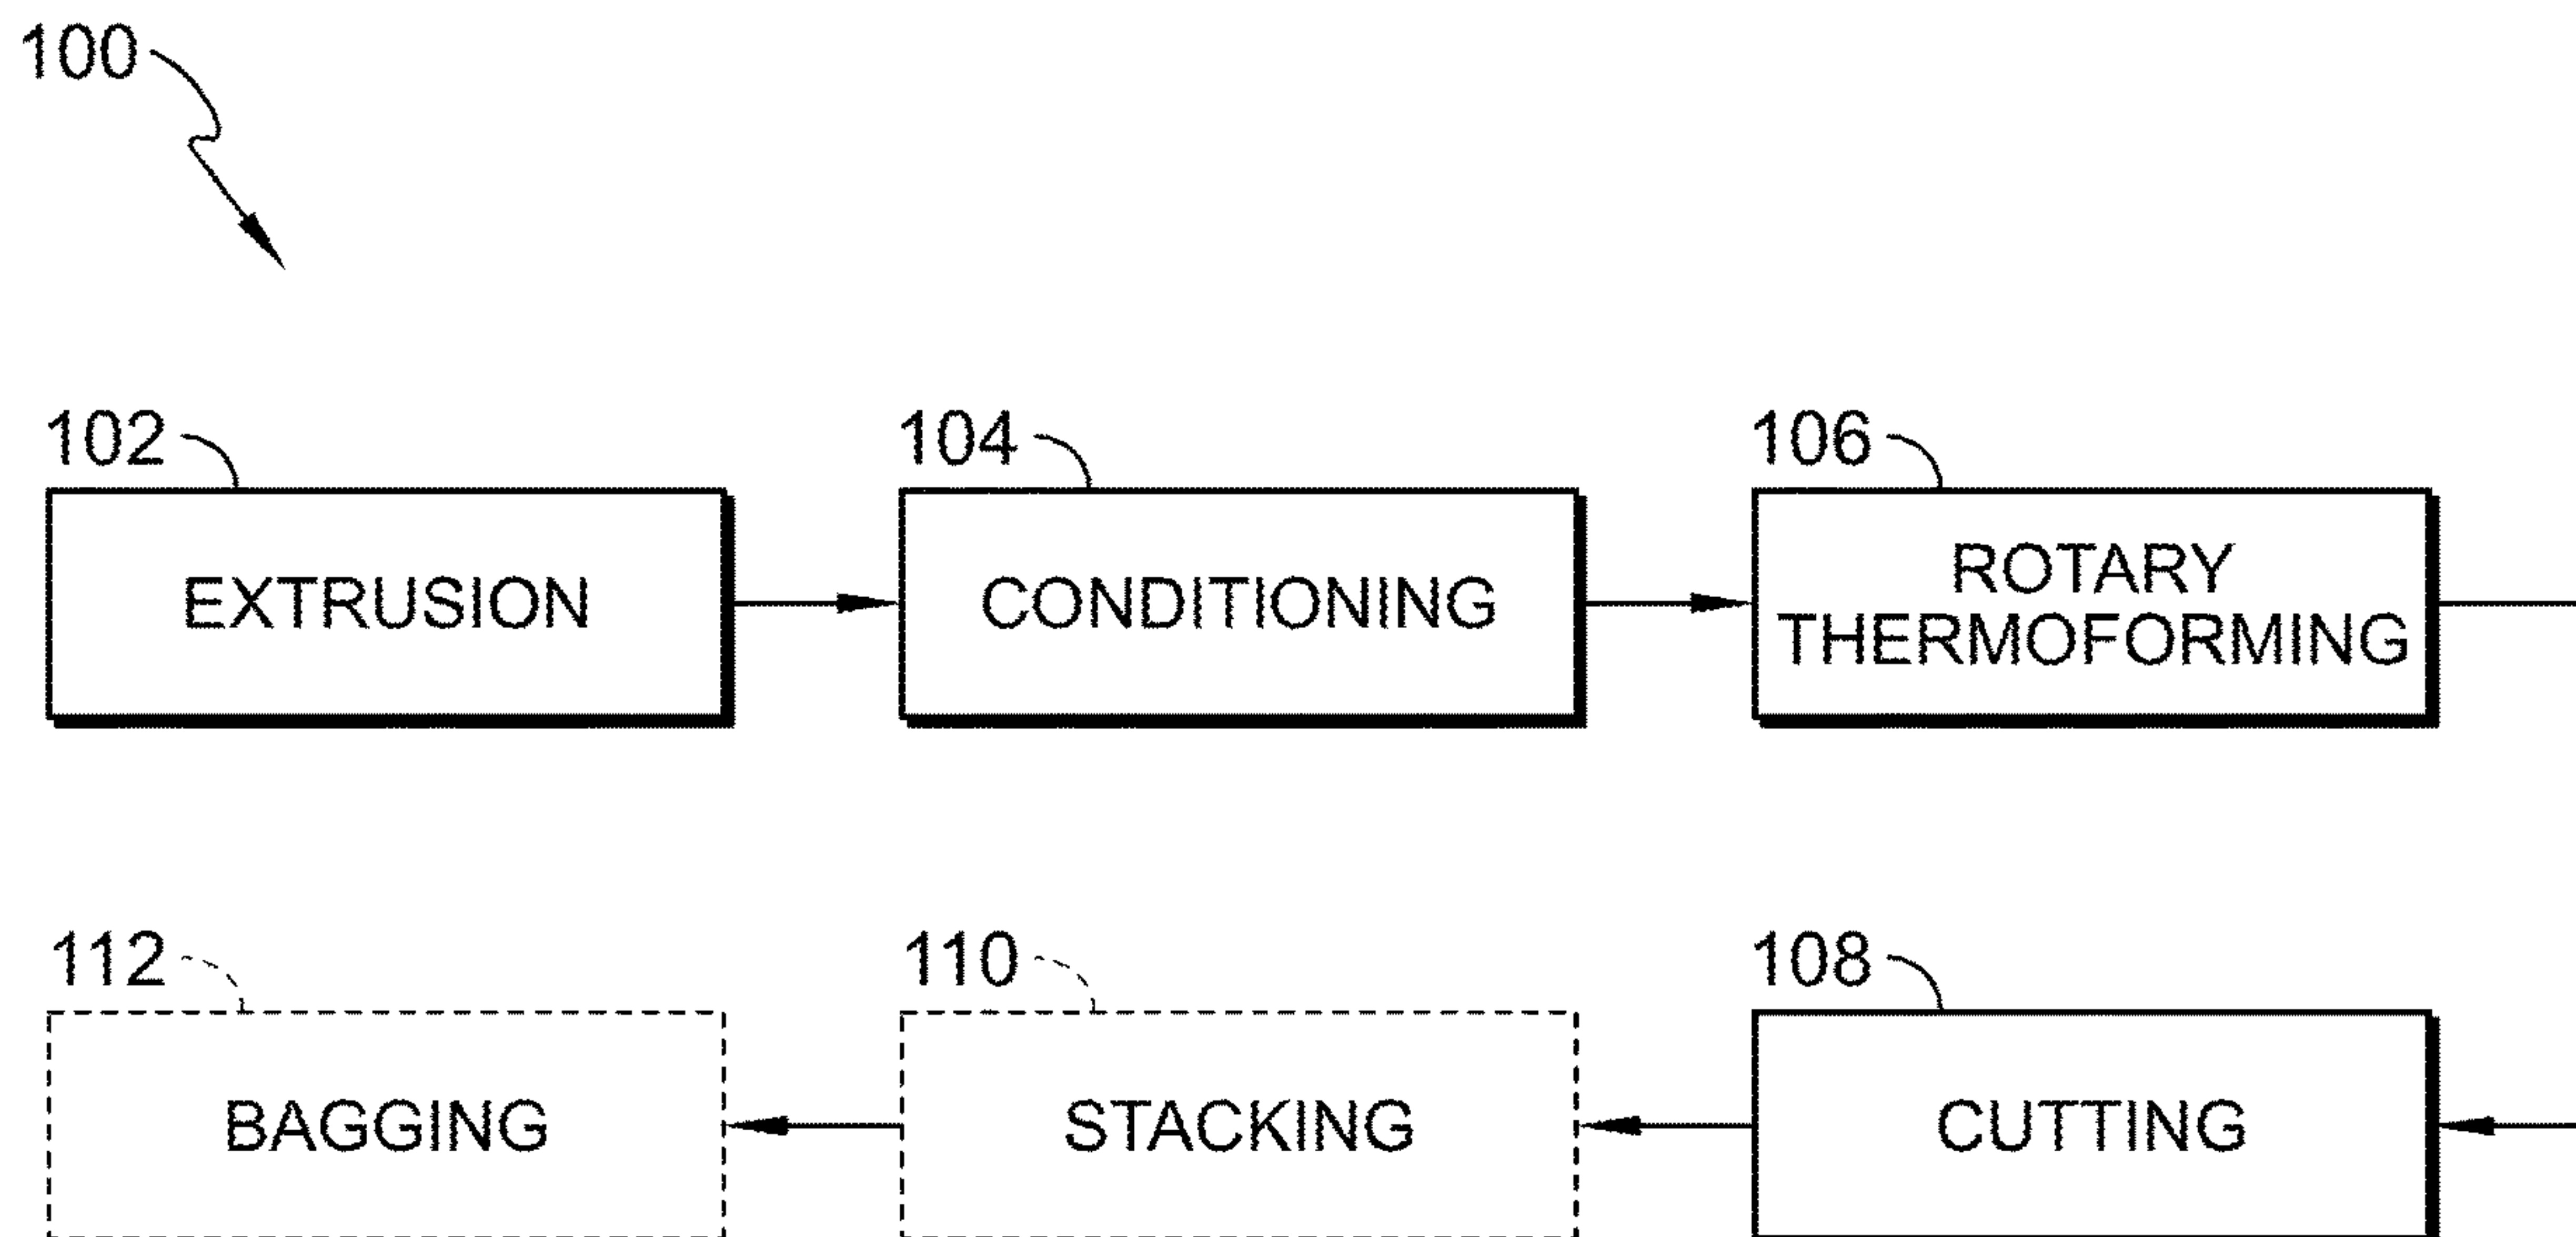 100
102
104
106
EXTRUSION
CONDITIONING
ROTARY
THERMOFORMING
112
110
108
BAGGING
STACKING
CUTTING